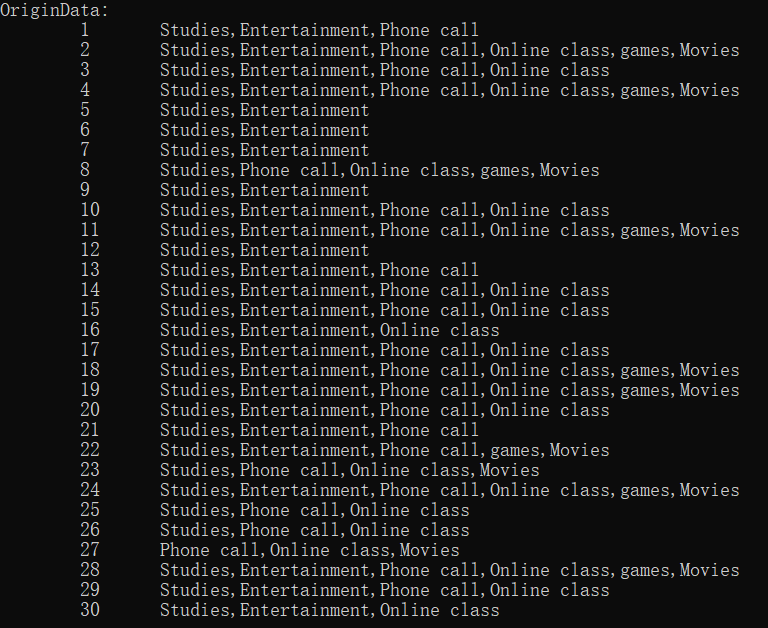 OriginData:
1 Studies,Entertainment,Phone call
2 Studies,Entertainment,Phone call,Online class,games,Movies
3 Studies,Entertainment,Phone call,Online class
4 Studies,Entertainment,Phone call,Online class,games,Movies
5 Studies,Entertainment
6 Studies,Entertainment
7 Studies,Entertainment
8 Studies,Phone call,Online class,games,Movies
9 Studies,Entertainment
10 Studies,Entertainment,Phone call,Online class
11 Studies,Entertainment,Phone call,Online class,games,Movies
12 Studies,Entertainment
13 Studies,Entertainment,Phone call
14 Studies,Entertainment,Phone call,Online class
15 Studies,Entertainment,Phone call,Online class
16 Studies,Entertainment,Online class
17 Studies,Entertainment,Phone call,Online class
18 Studies,Entertainment,Phone call,Online class,games,Movies
19 Studies,Entertainment,Phone call,Online class,games,Movies
20 Studies,Entertainment,Phone call,Online class
21 Studies,Entertainment,Phone call
22 Studies,Entertainment,Phone call,games,Movies
23 Studies,Phone call,Online class,Movies
24 Studies,Entertainment,Phone call,Online class,games,Movies
25 Studies,Phone call,Online class
26 Studies,Phone call,Online class
27 Phone call,Online class,Movies
28 Studies,Entertainment,Phone call,Online class,games,Movies
29 Studies,Entertainment,Phone call,Online class
30 Studies,Entertainment,Online class